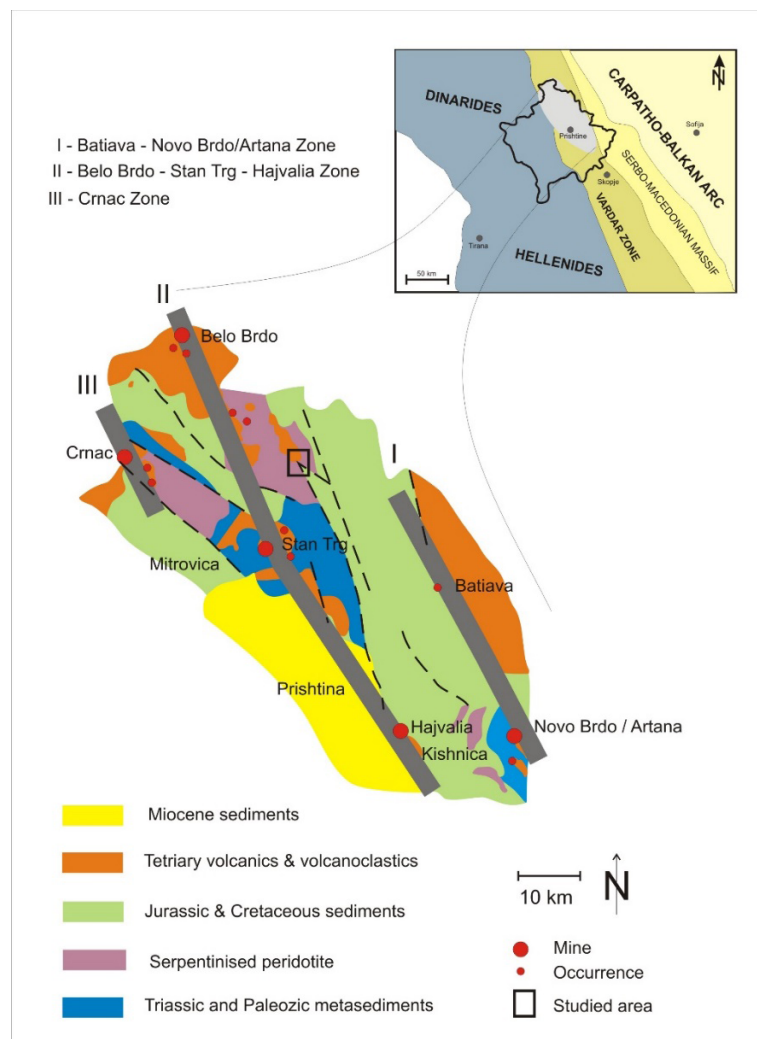 I - Batiava - Novo Brdo/Artana Zone
II - Belo Brdo - Stan Trg - Hajvalia Zone
III - Crnac Zone
N
DINARIDES
CARPATHO-BALKAN ARC
Prishtine
Sofija
SERBO-MACEDONIAN MASSIF
Skopje
VARDAR ZONE
Tirana
HELLENIDES
50 km
II
Belo Brdo
III
I
Crnac
Stan Trg
Mitrovica
Batiava
Prishtina
Hajvalia
Novo Brdo / Artana
Kishnica
Miocene sediments
Tetriary volcanics & volcanoclastics
Jurassic & Cretaceous sediments
Serpentinised peridotite
Triassic and Paleozic metasediments
10 km
N
Mine
Occurrence
Studied area